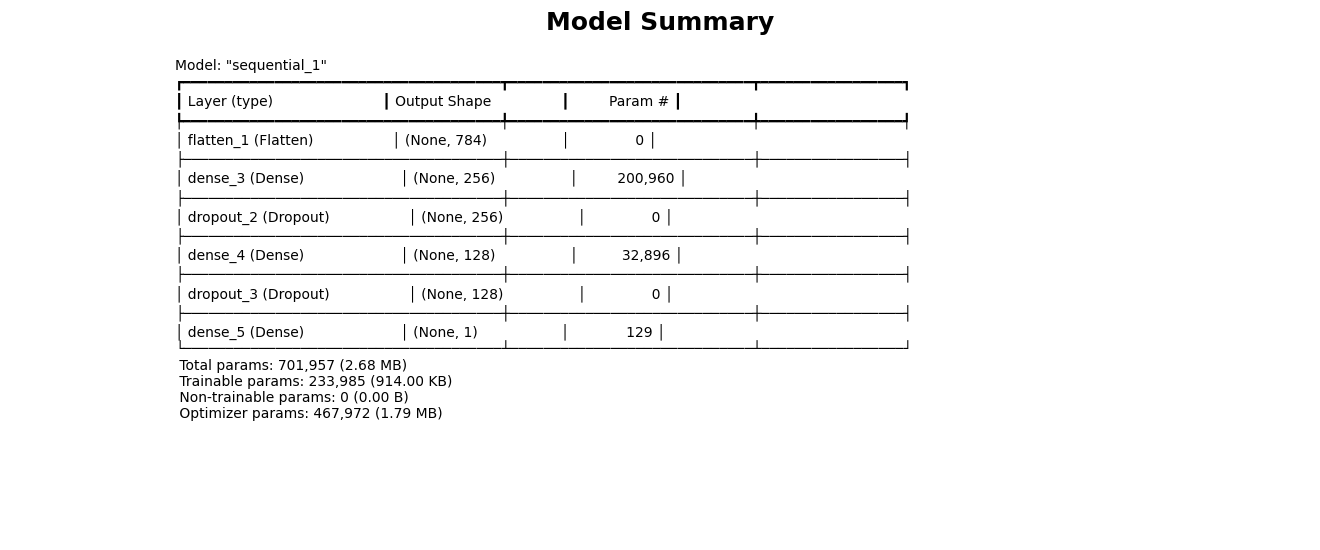 Model Summary
Model: "sequential_1"
Layer (type) Output Shape Param #
flatten_1 (Flatten) (None, 784) 0
dense_3 (Dense) (None, 256) 200,960
dropout_2 (Dropout) (None, 256) 0
dense_4 (Dense) (None, 128) 32,896
dropout_3 (Dropout) (None, 128) 0
dense_5 (Dense) (None, 1) 129
Total params: 701,957 (2.68 MB)
Trainable params: 233,985 (914.00 KB)
Non-trainable params: 0 (0.00 B)
Optimizer params: 467,972 (1.79 MB)